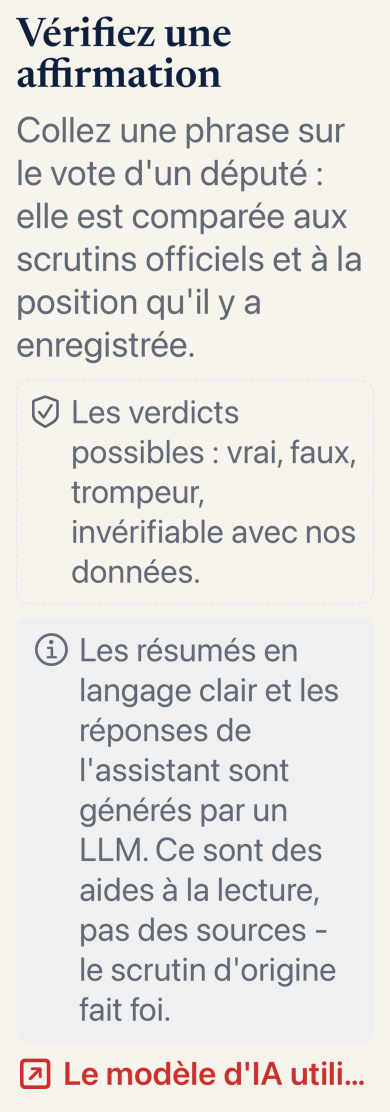 Vérifiez une
affirmation
Collez une phrase sur
le vote d'un député :
elle est comparée aux
scrutins officiels et à la
position qu'il y a
enregistrée.
Les verdicts
possibles : vrai, faux,
trompeur,
invérifiable avec nos
données.
Les résumés en
langage clair et les
réponses de
l'assistant sont
générés par un
LLM. Ce sont des
aides à la lecture,
pas des sources -
le scrutin d'origine
fait foi.
Le modèle d'IA utili...